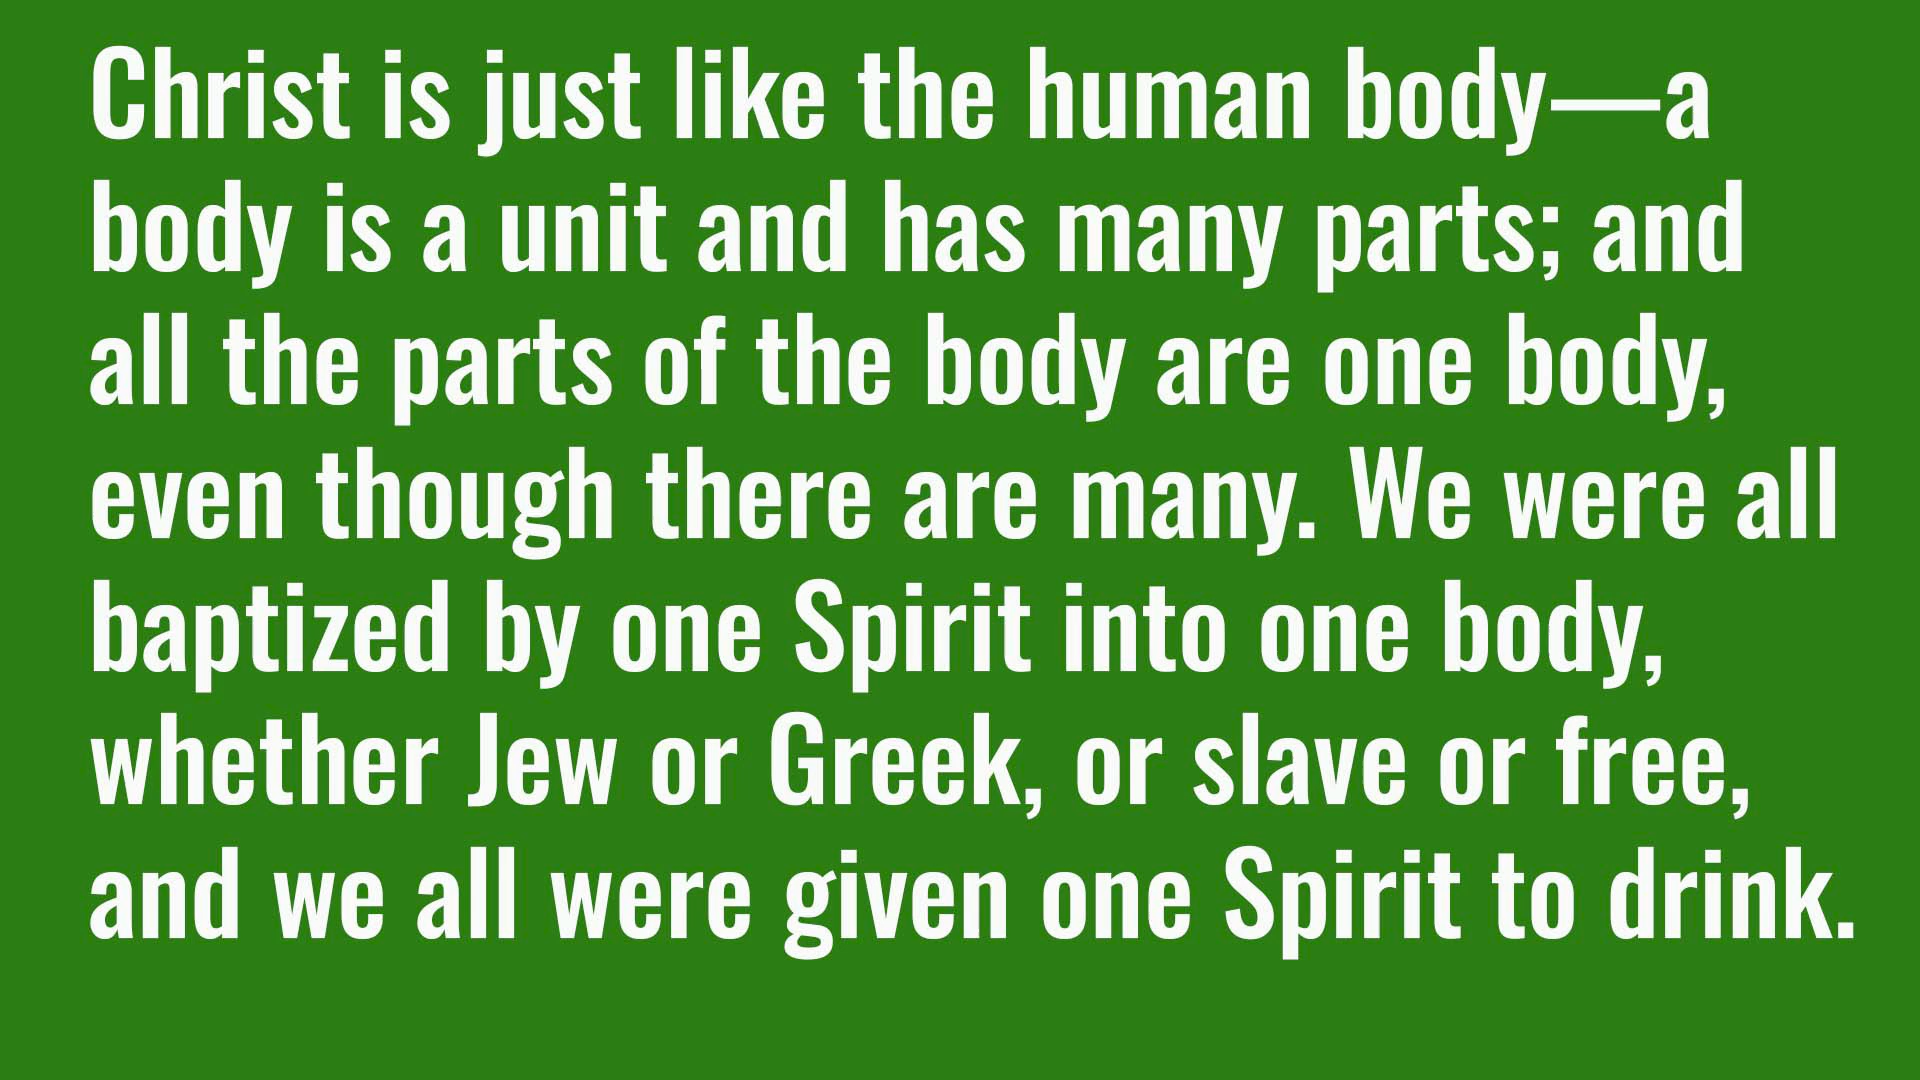 Christ is just like the human body—a
body is a unit and has many parts; and
all the parts of the body are one body,
even though there are many. We were all
baptized by one Spirit into one body,
whether Jew or Greek, or slave or free,
and we all were given one Spirit to drink.